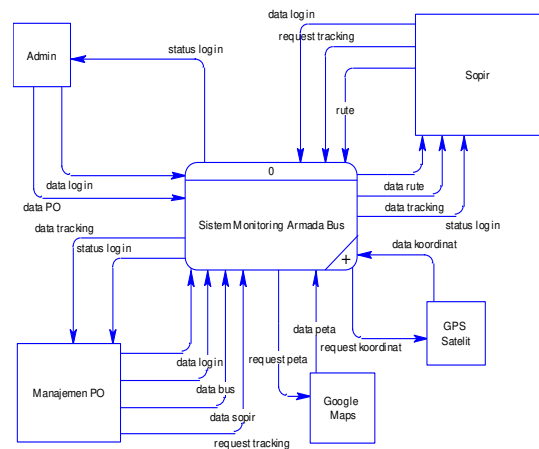 data login
request tracking
status login
Admin
Sopir
rute
0
data login
data rute
data PO
data tracking
Sistem Monitoring Armada Bus
status login
data tracking
status login
data koordinat
+
GPS
Satelit
data peta
request koordinat
request peta
data login
Manajemen PO
data bus
Google
Maps
data sopir
request tracking